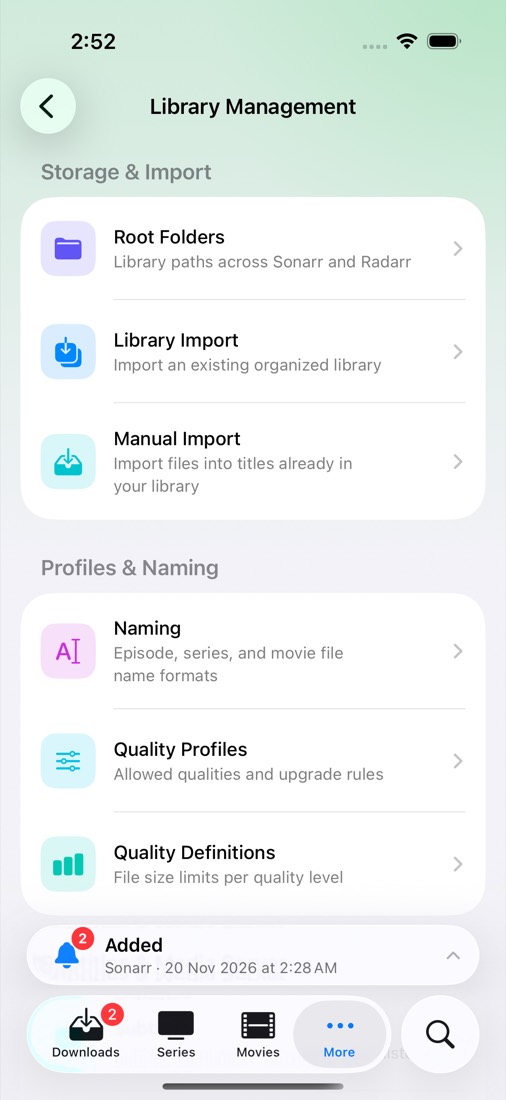 2:52
Library Management
Storage & Import
Root Folders
Library paths across Sonarr and Radarr
Library Import
Import an existing organized library
Manual Import
Import files into titles already in
your library
Profiles & Naming
Naming
Episode, series, and movie file
name formats
Quality Profiles
Allowed qualities and upgrade rules
Quality Definitions
File size limits per quality level
2
Added
Sonarr · 20 Nov 2026 at 2:28 AM
2
Downloads
Series
Movies
More